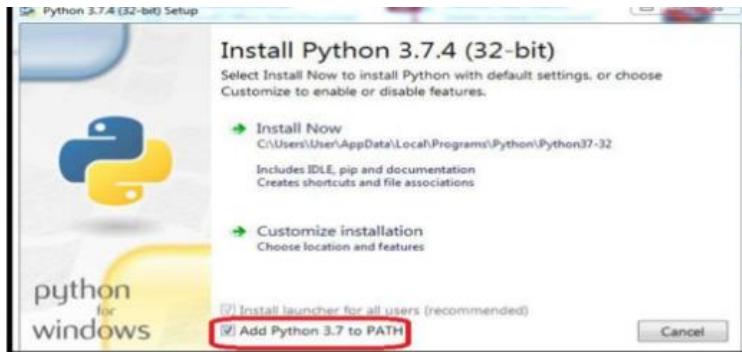 Python 3.7.4 (32-bit) Setup
Install Python 3.7.4 (32-bit)
Select Install Now to install Python with default settings, or choose
Customize to enable or disable features.
Install Now
C:\Users\User\AppData\Local\Programs\Python\Python37-32
Includes IDLE, pip and documentation
Creates shortcuts and file associations
Customize installation
Choose location and features
python
for
windows
Install launcher for all users (recommended)
Add Python 3.7 to PATH
Cancel